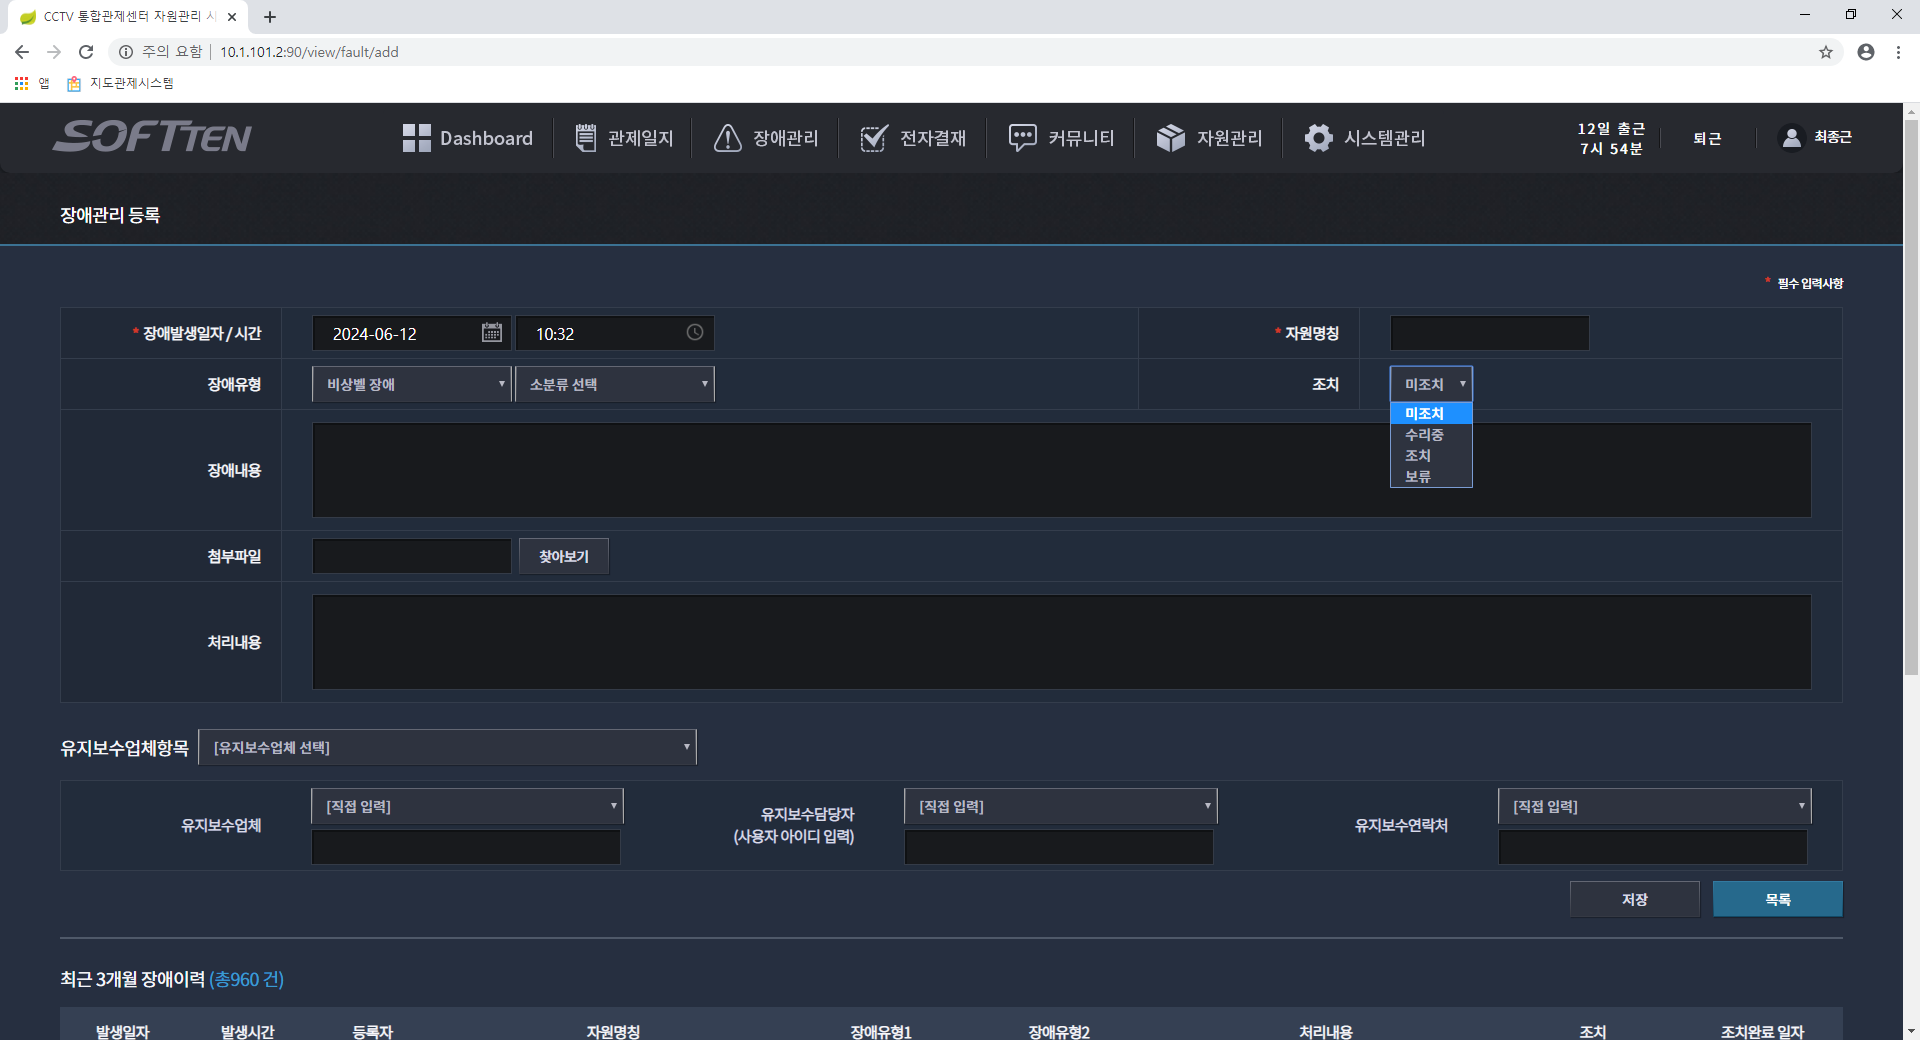 CCTV 통합관제센터 자원관리 시
주의 요함
10.1.101.2:90/view/fault/add
앱
지도관제시스템
SOFTTEN
Dashboard
관제일지
장애관리
전자결재
커뮤니티
자원관리
시스템관리
12일 출근
7시 54분
퇴근
최종근
장애관리 등록
* 필수 입력사항
* 장애발생일자 / 시간
2024-06-12
10:32
* 자원명칭
장애유형
비상벨 장애
소분류 선택
조치
미조치
미조치
수리중
조치
보류
장애내용
첨부파일
찾아보기
처리내용
유지보수업체항목
[유지보수업체 선택]
유지보수업체
[직접 입력]
유지보수담당자
(사용자 아이디 입력)
[직접 입력]
유지보수연락처
[직접 입력]
저장
목록
최근 3개월 장애이력 (총960 건)
발생일자
발생시간
등록자
자원명칭
장애유형1
장애유형2
처리내용
조치
조치완료 일자